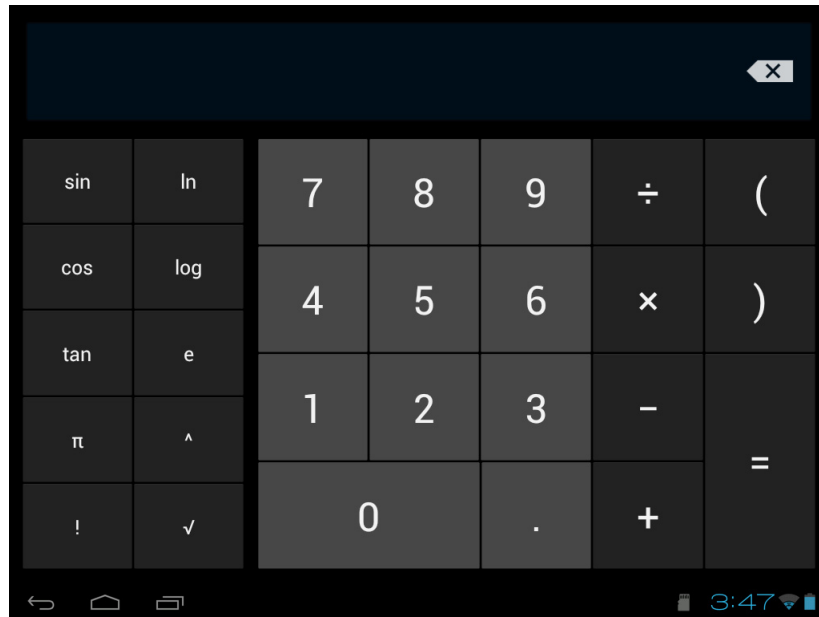 sin ln 7 8 9 ÷ (
cos log 4 5 6 × )
tan e 1 2 3 − =
π ^ 0 . +
! √
3:47